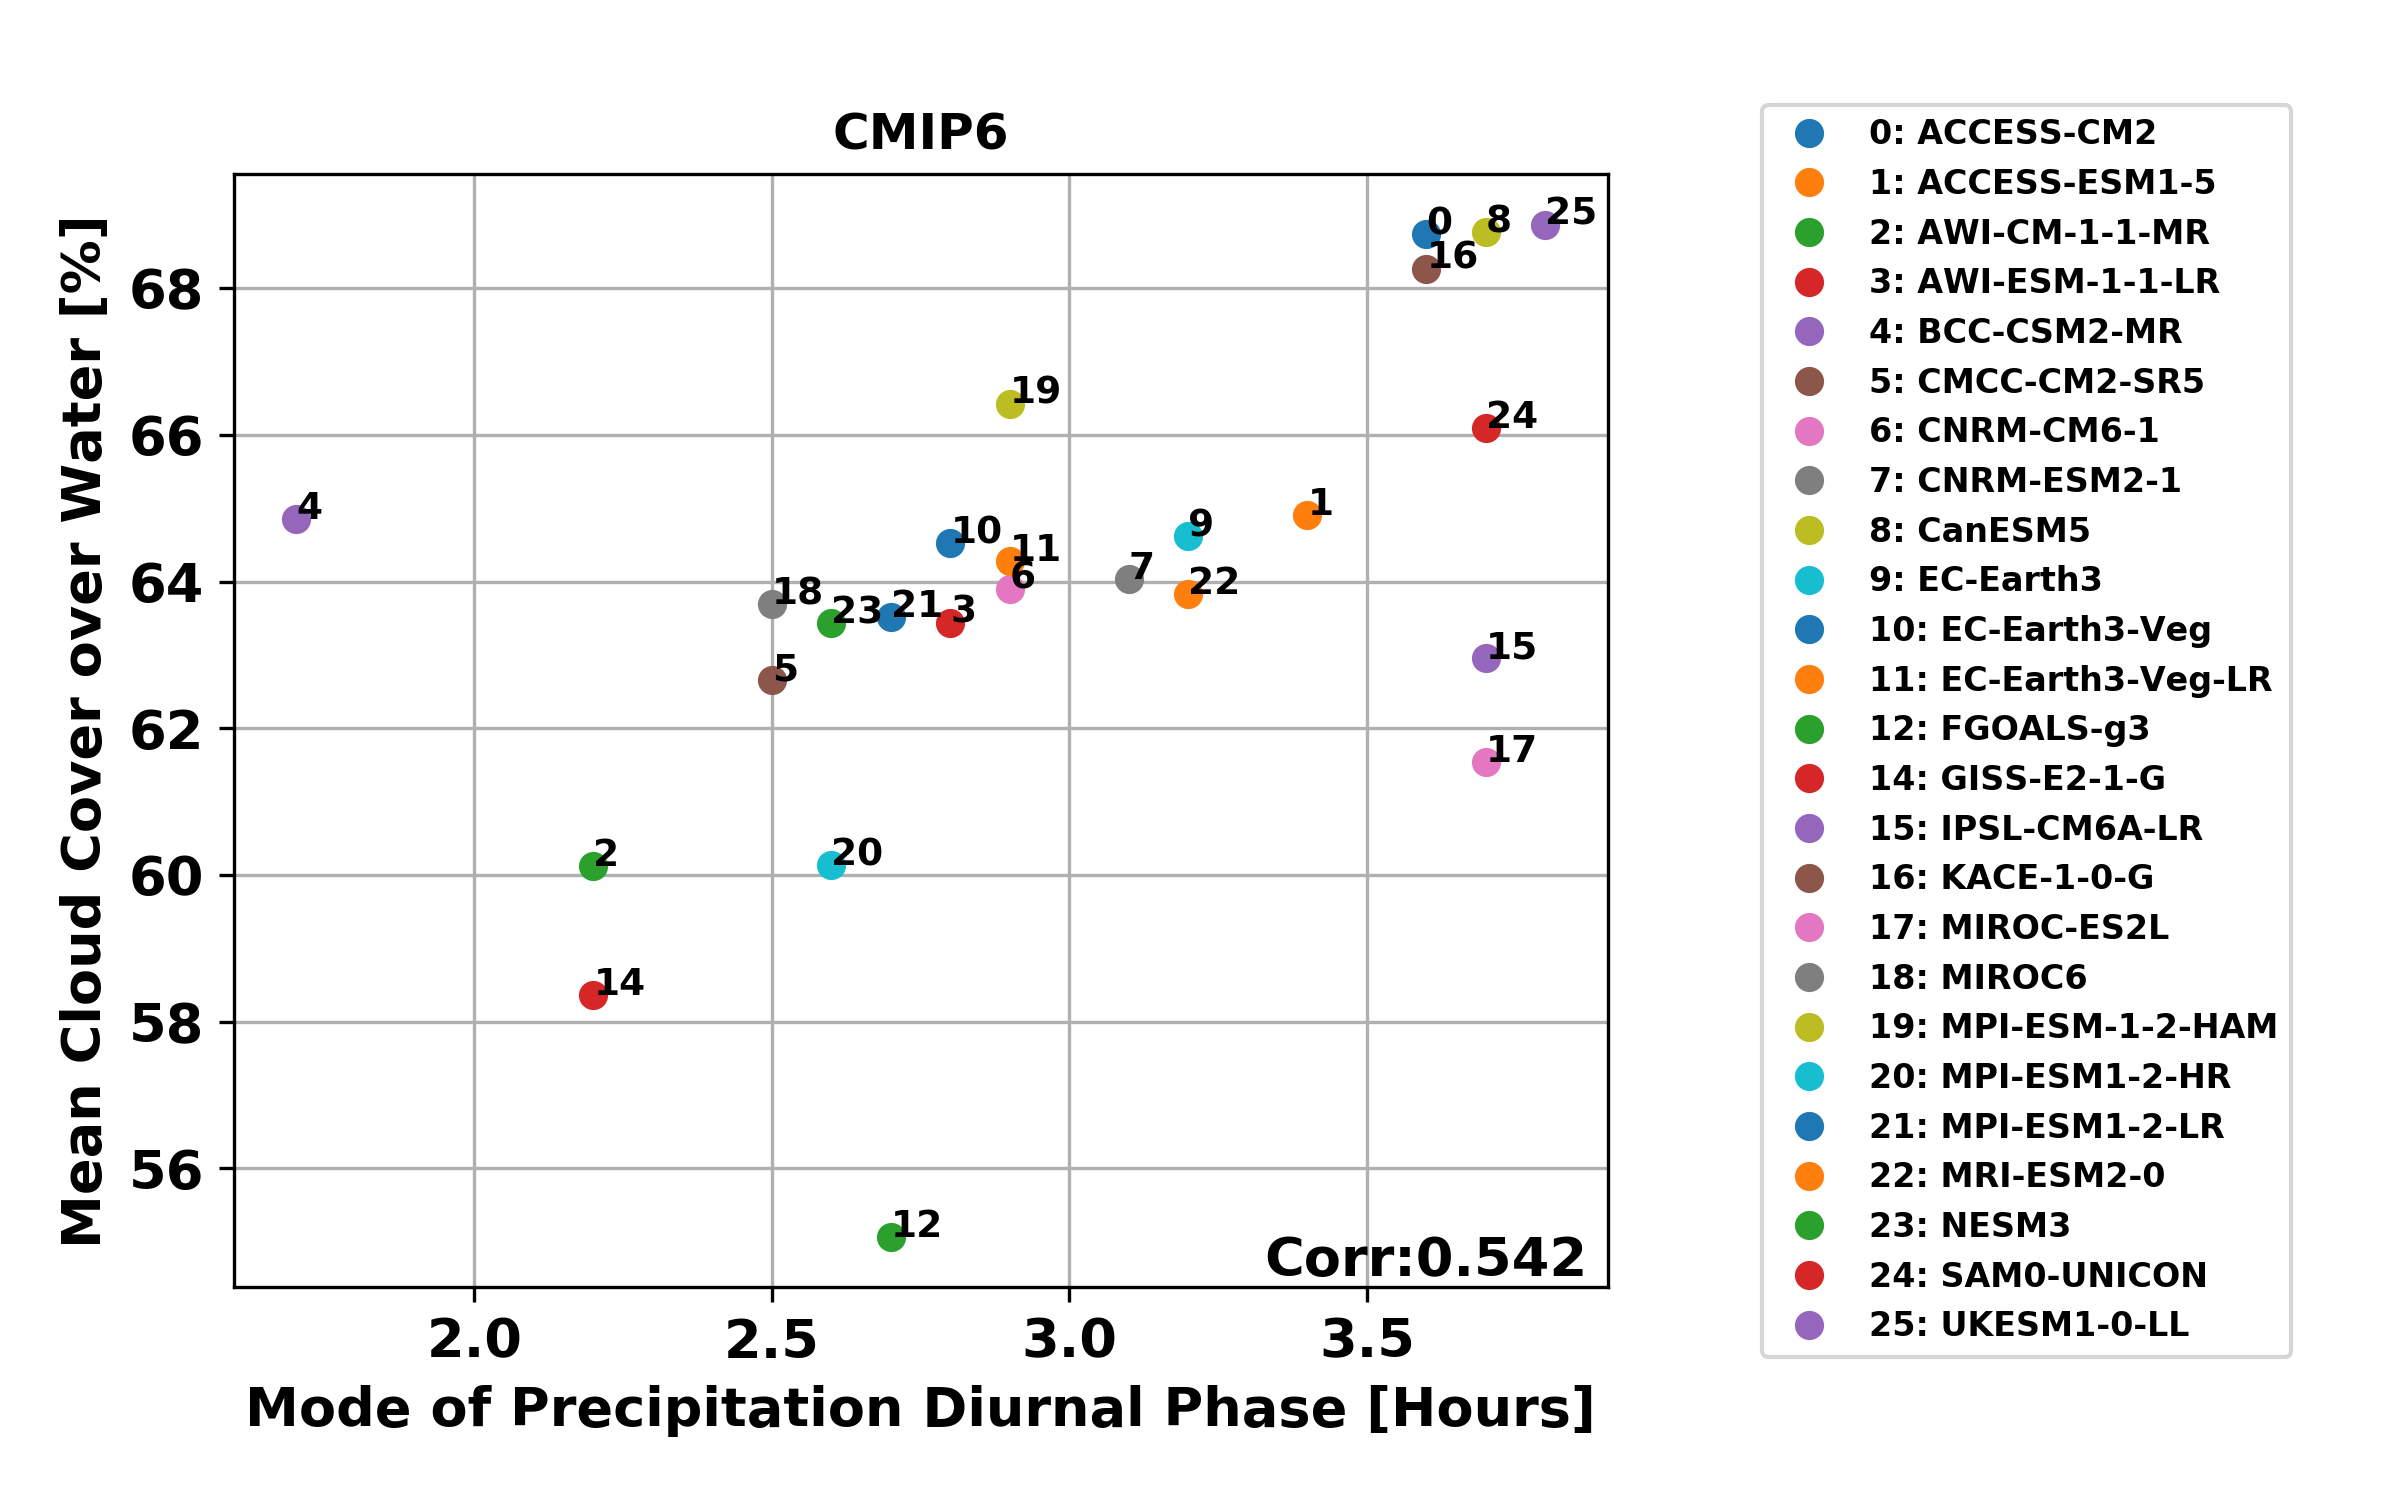 CMIP6
Mean Cloud Cover over Water [%]
68
66
64
62
60
58
56
0
8
25
16
19
24
4
1
10
9
11
6
7
22
18
23
21
3
15
5
17
2
20
14
12
Corr:0.542
2.0
2.5
3.0
3.5
Mode of Precipitation Diurnal Phase [Hours]
0: ACCESS-CM2
1: ACCESS-ESM1-5
2: AWI-CM-1-1-MR
3: AWI-ESM-1-1-LR
4: BCC-CSM2-MR
5: CMCC-CM2-SR5
6: CNRM-CM6-1
7: CNRM-ESM2-1
8: CanESM5
9: EC-Earth3
10: EC-Earth3-Veg
11: EC-Earth3-Veg-LR
12: FGOALS-g3
14: GISS-E2-1-G
15: IPSL-CM6A-LR
16: KACE-1-0-G
17: MIROC-ES2L
18: MIROC6
19: MPI-ESM-1-2-HAM
20: MPI-ESM1-2-HR
21: MPI-ESM1-2-LR
22: MRI-ESM2-0
23: NESM3
24: SAM0-UNICON
25: UKESM1-0-LL